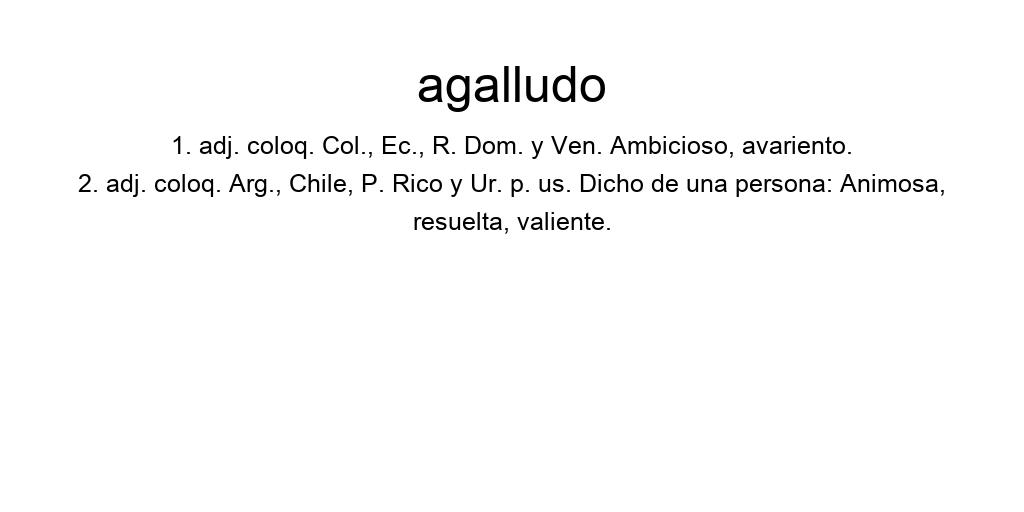 agalludo
1. adj. coloq. Col., Ec., R. Dom. y Ven. Ambicioso, avariento.
2. adj. coloq. Arg., Chile, P. Rico y Ur. p. us. Dicho de una persona: Animosa,
resuelta, valiente.